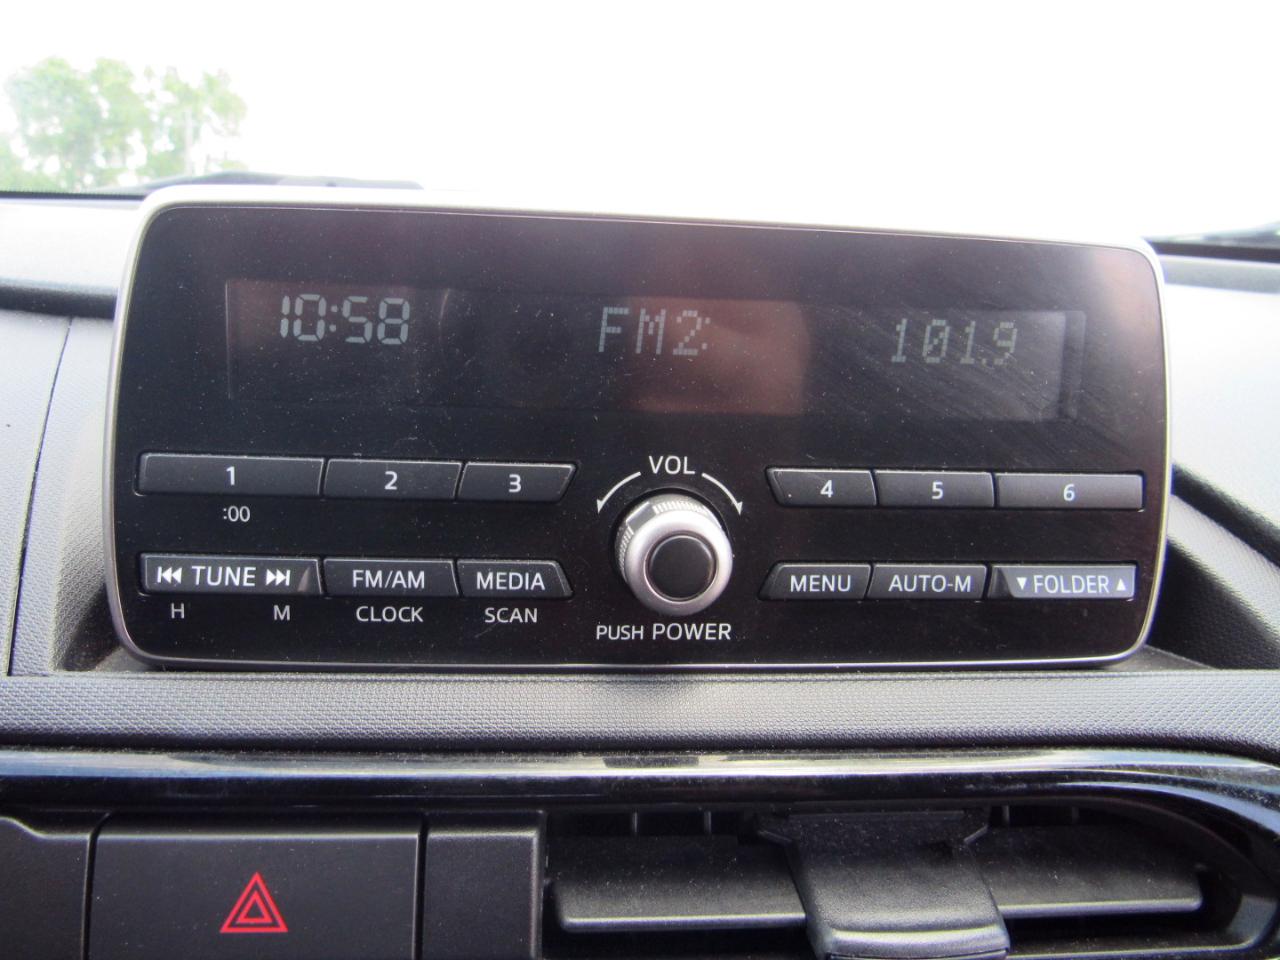 10:58 FM2: 101.9
VOL
1 2 3 4 5 6
:00
TUNE FM/AM MEDIA MENU AUTO-M ▼ FOLDER ▲
H M CLOCK SCAN
PUSH POWER